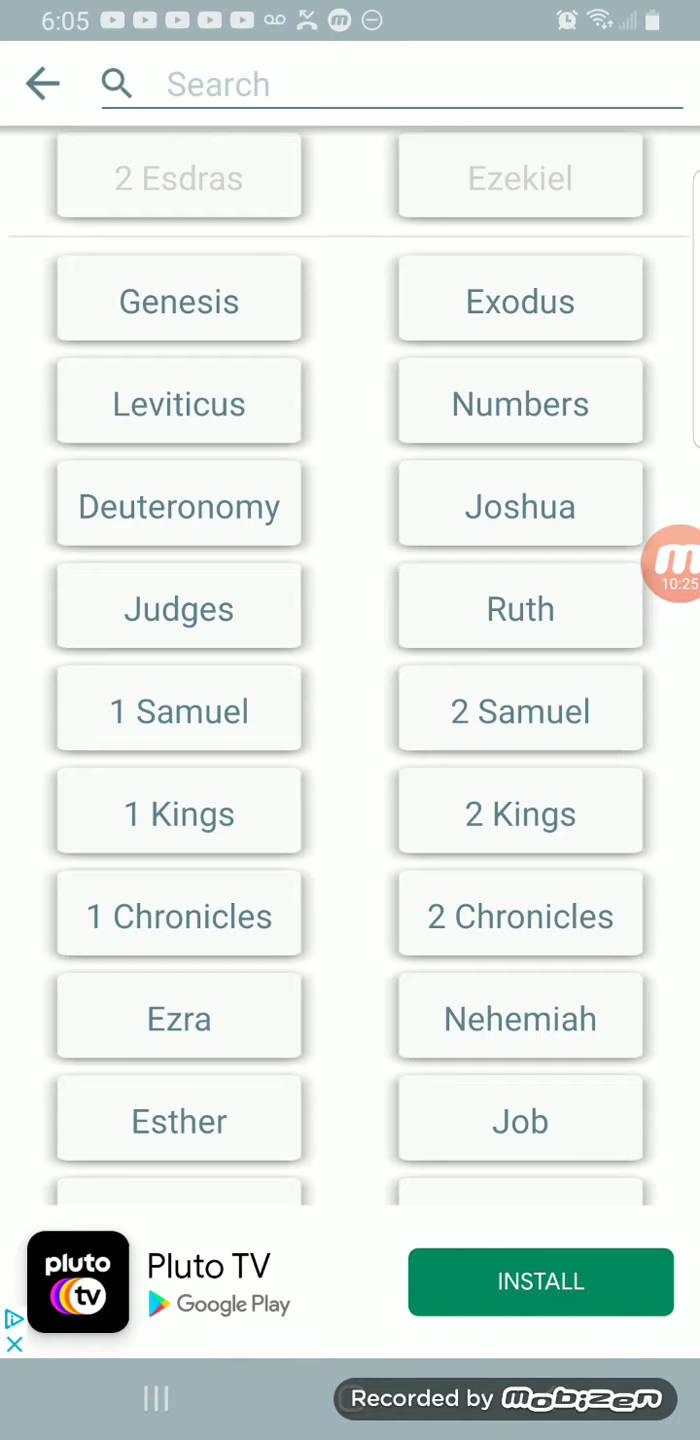 6:05
Search
2 Esdras Ezekiel
Genesis Exodus
Leviticus Numbers
Deuteronomy Joshua
Judges Ruth
1 Samuel 2 Samuel
1 Kings 2 Kings
1 Chronicles 2 Chronicles
Ezra Nehemiah
Esther Job
m
10:25
pluto tv
Pluto TV
Google Play
INSTALL
Recorded by mobizen